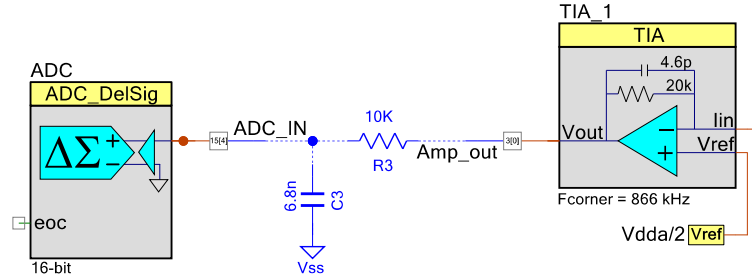 TIA_1
TIA
4.6p
20k
Iin
Vref
Vout
Fcorner = 866 kHz
Vdda/2 Vref
ADC
ADC_DelSig
ΔΣ
eoc
16-bit
15[4]
ADC_IN
10K
R3
Amp_out
3[0]
6.8n
C3
Vss